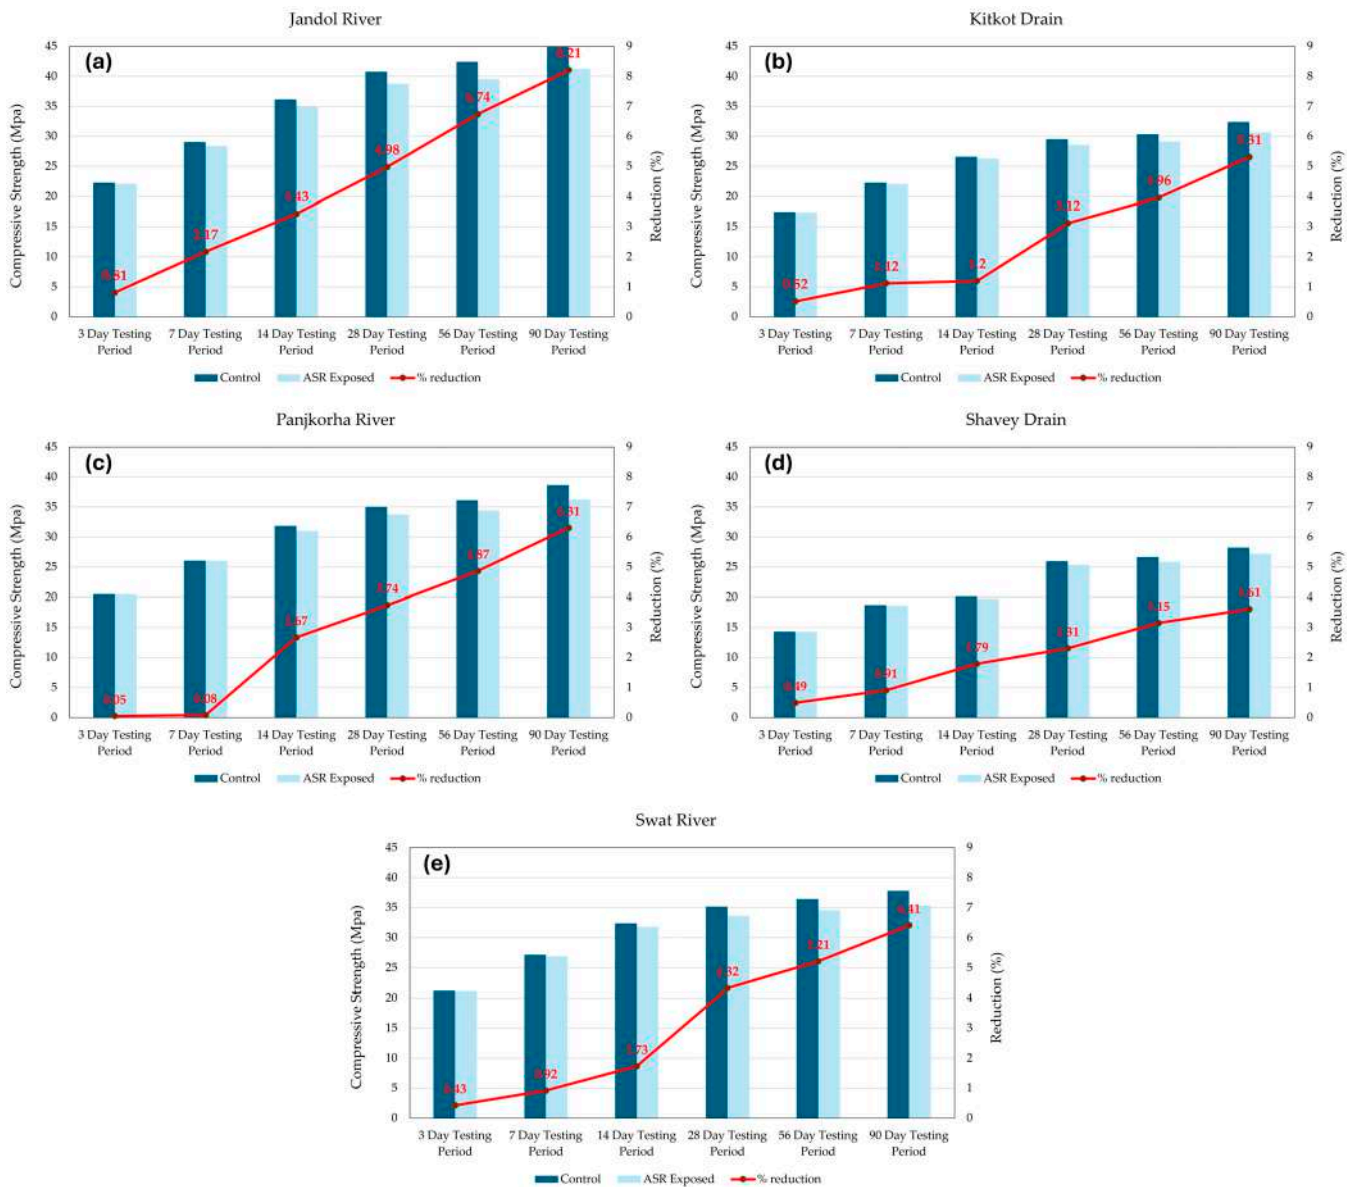 Jandol River
(a)
Compressive Strength (Mpa)
45
40
35
30
25
20
15
10
5
0
0.81
2.17
3.43
4.98
6.74
8.21
9
8
7
6
5
4
3
2
1
0
Reduction (%)
3 Day Testing Period
7 Day Testing Period
14 Day Testing Period
28 Day Testing Period
56 Day Testing Period
90 Day Testing Period
Control ASR Exposed % reduction
Kitkot Drain
(b)
Compressive Strength (Mpa)
45
40
35
30
25
20
15
10
5
0
0.52
1.12
1.2
3.12
3.96
5.31
9
8
7
6
5
4
3
2
1
0
Reduction (%)
3 Day Testing Period
7 Day Testing Period
14 Day Testing Period
28 Day Testing Period
56 Day Testing Period
90 Day Testing Period
Control ASR Exposed % reduction
Panjkorha River
(c)
Compressive Strength (Mpa)
45
40
35
30
25
20
15
10
5
0
0.05
0.08
2.67
3.74
4.87
6.31
9
8
7
6
5
4
3
2
1
0
Reduction (%)
3 Day Testing Period
7 Day Testing Period
14 Day Testing Period
28 Day Testing Period
56 Day Testing Period
90 Day Testing Period
Control ASR Exposed % reduction
Shavey Drain
(d)
Compressive Strength (Mpa)
45
40
35
30
25
20
15
10
5
0
0.49
0.91
1.79
2.31
3.15
3.61
9
8
7
6
5
4
3
2
1
0
Reduction (%)
3 Day Testing Period
7 Day Testing Period
14 Day Testing Period
28 Day Testing Period
56 Day Testing Period
90 Day Testing Period
Control ASR Exposed % reduction
Swat River
(e)
Compressive Strength (Mpa)
45
40
35
30
25
20
15
10
5
0
0.43
0.92
1.73
4.32
5.21
6.41
9
8
7
6
5
4
3
2
1
0
Reduction (%)
3 Day Testing Period
7 Day Testing Period
14 Day Testing Period
28 Day Testing Period
56 Day Testing Period
90 Day Testing Period
Control ASR Exposed % reduction